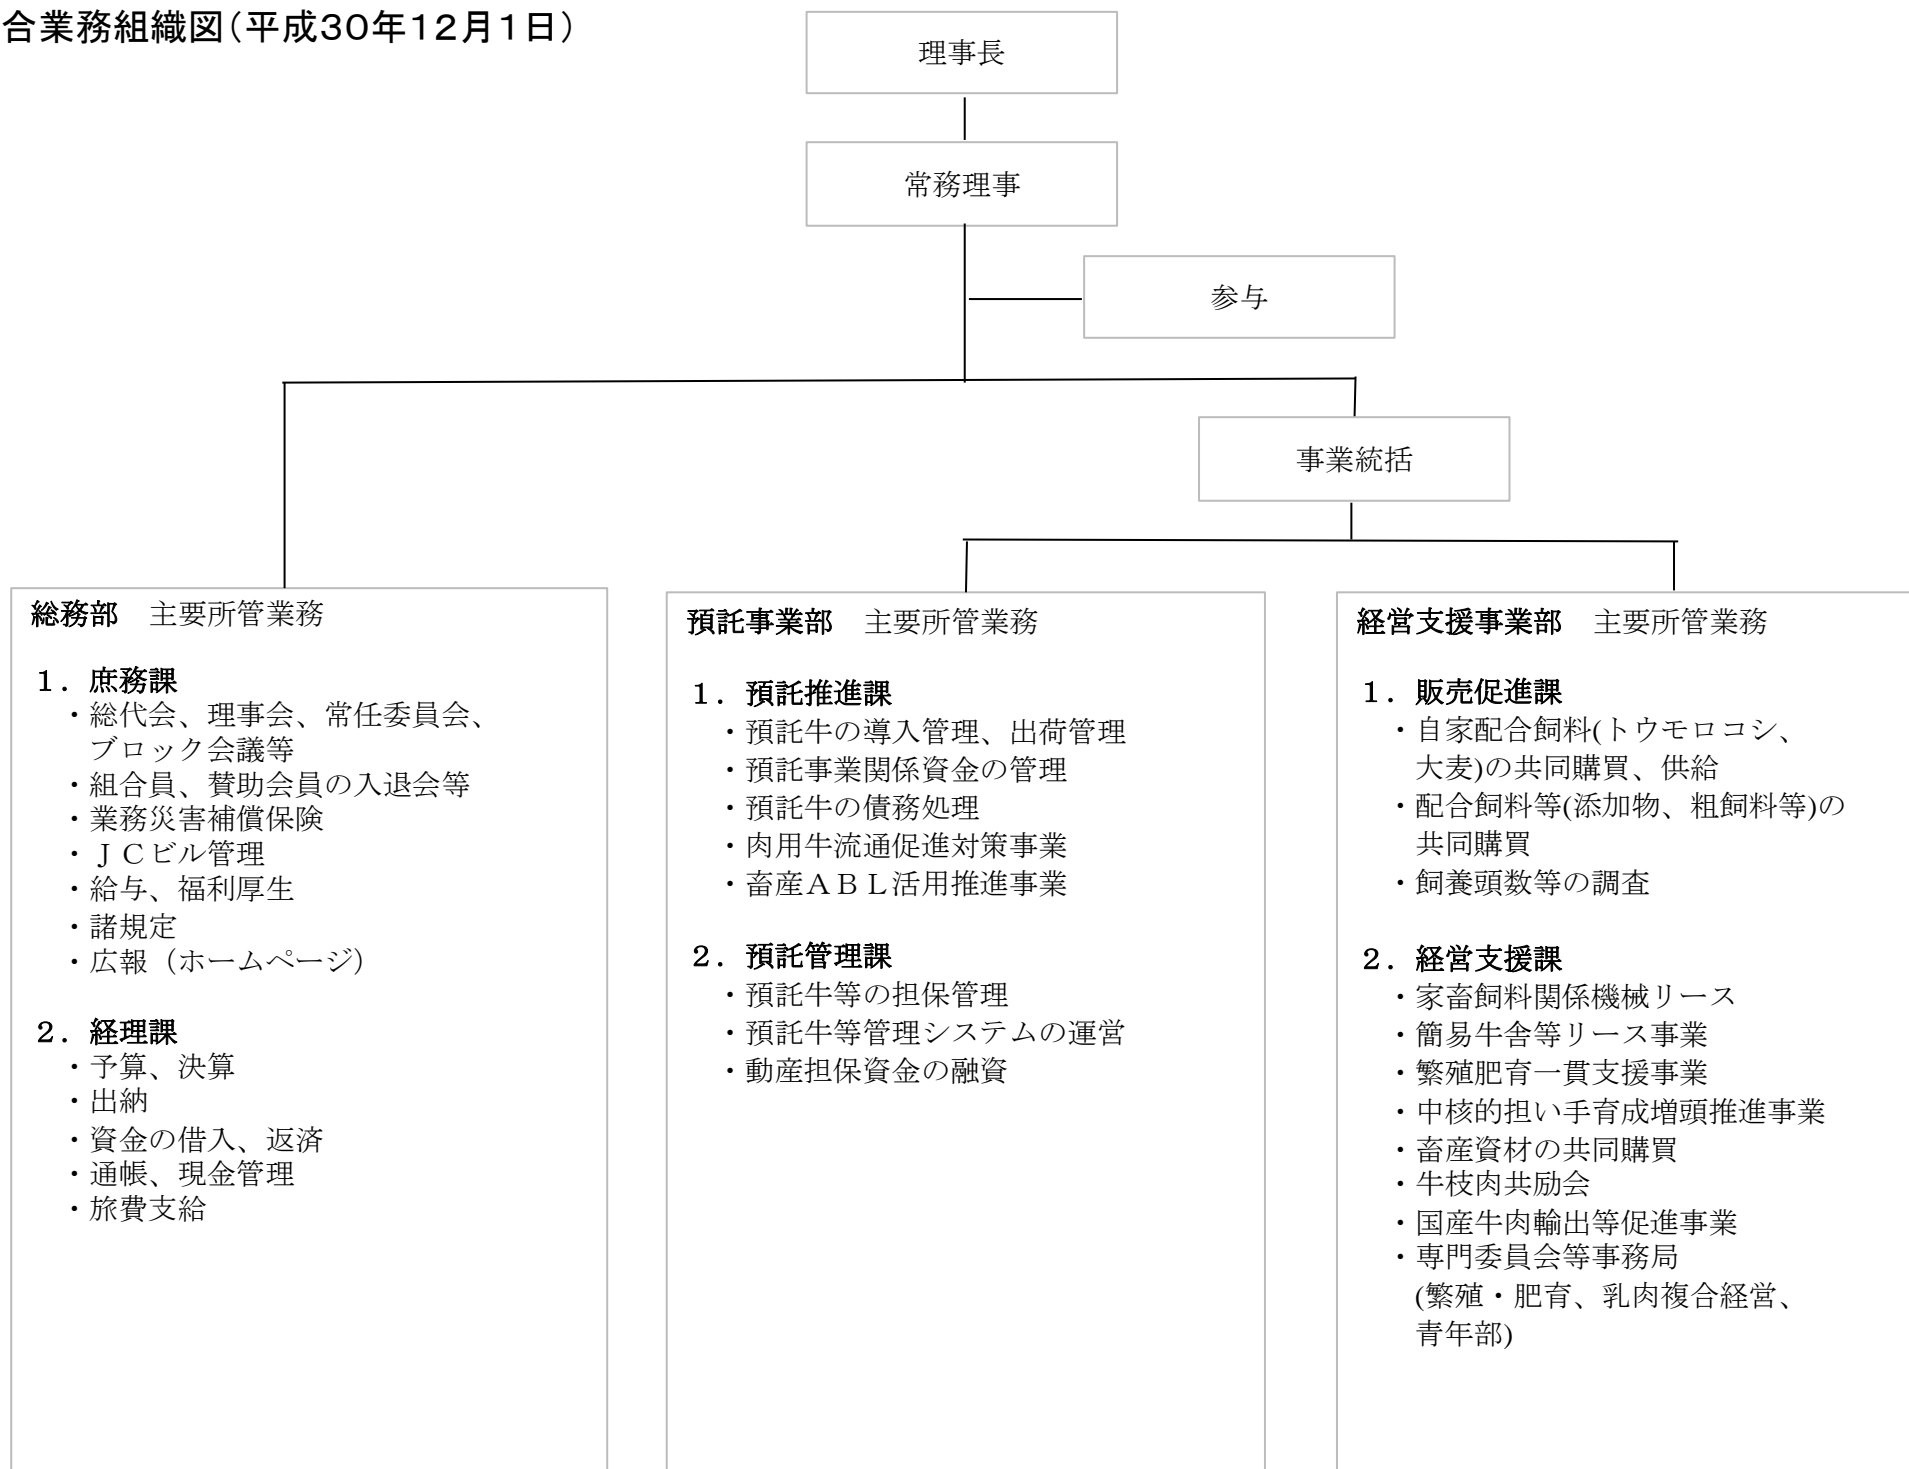 合業務組織図(平成30年12月1日)
理事長
常務理事
参与
事業統括
総務部　主要所管業務
１．庶務課
・総代会、理事会、常任委員会、
ブロック会議等
・組合員、賛助会員の入退会等
・業務災害補償保険
・ＪＣビル管理
・給与、福利厚生
・諸規定
・広報（ホームページ）
２．経理課
・予算、決算
・出納
・資金の借入、返済
・通帳、現金管理
・旅費支給
預託事業部　主要所管業務
１．預託推進課
・預託牛の導入管理、出荷管理
・預託事業関係資金の管理
・預託牛の債務処理
・肉用牛流通促進対策事業
・畜産ＡＢＬ活用推進事業
２．預託管理課
・預託牛等の担保管理
・預託牛等管理システムの運営
・動産担保資金の融資
経営支援事業部　主要所管業務
１．販売促進課
・自家配合飼料(トウモロコシ、
大麦)の共同購買、供給
・配合飼料等(添加物、粗飼料等)の
共同購買
・飼養頭数等の調査
２．経営支援課
・家畜飼料関係機械リース
・簡易牛舎等リース事業
・繁殖肥育一貫支援事業
・中核的担い手育成増頭推進事業
・畜産資材の共同購買
・牛枝肉共励会
・国産牛肉輸出等促進事業
・専門委員会等事務局
(繁殖・肥育、乳肉複合経営、
青年部)